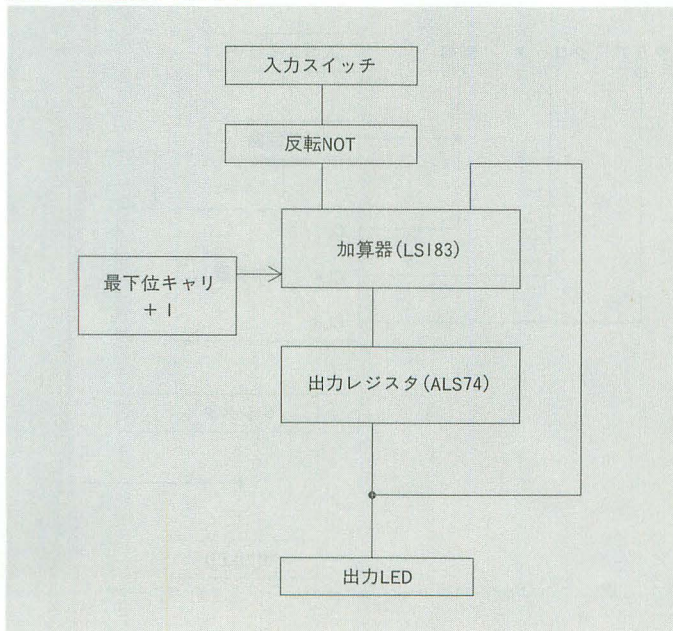 入力スイッチ
反転NOT
加算器(LS183)
最下位キャリ
+1
出力レジスタ(ALS74)
出力LED